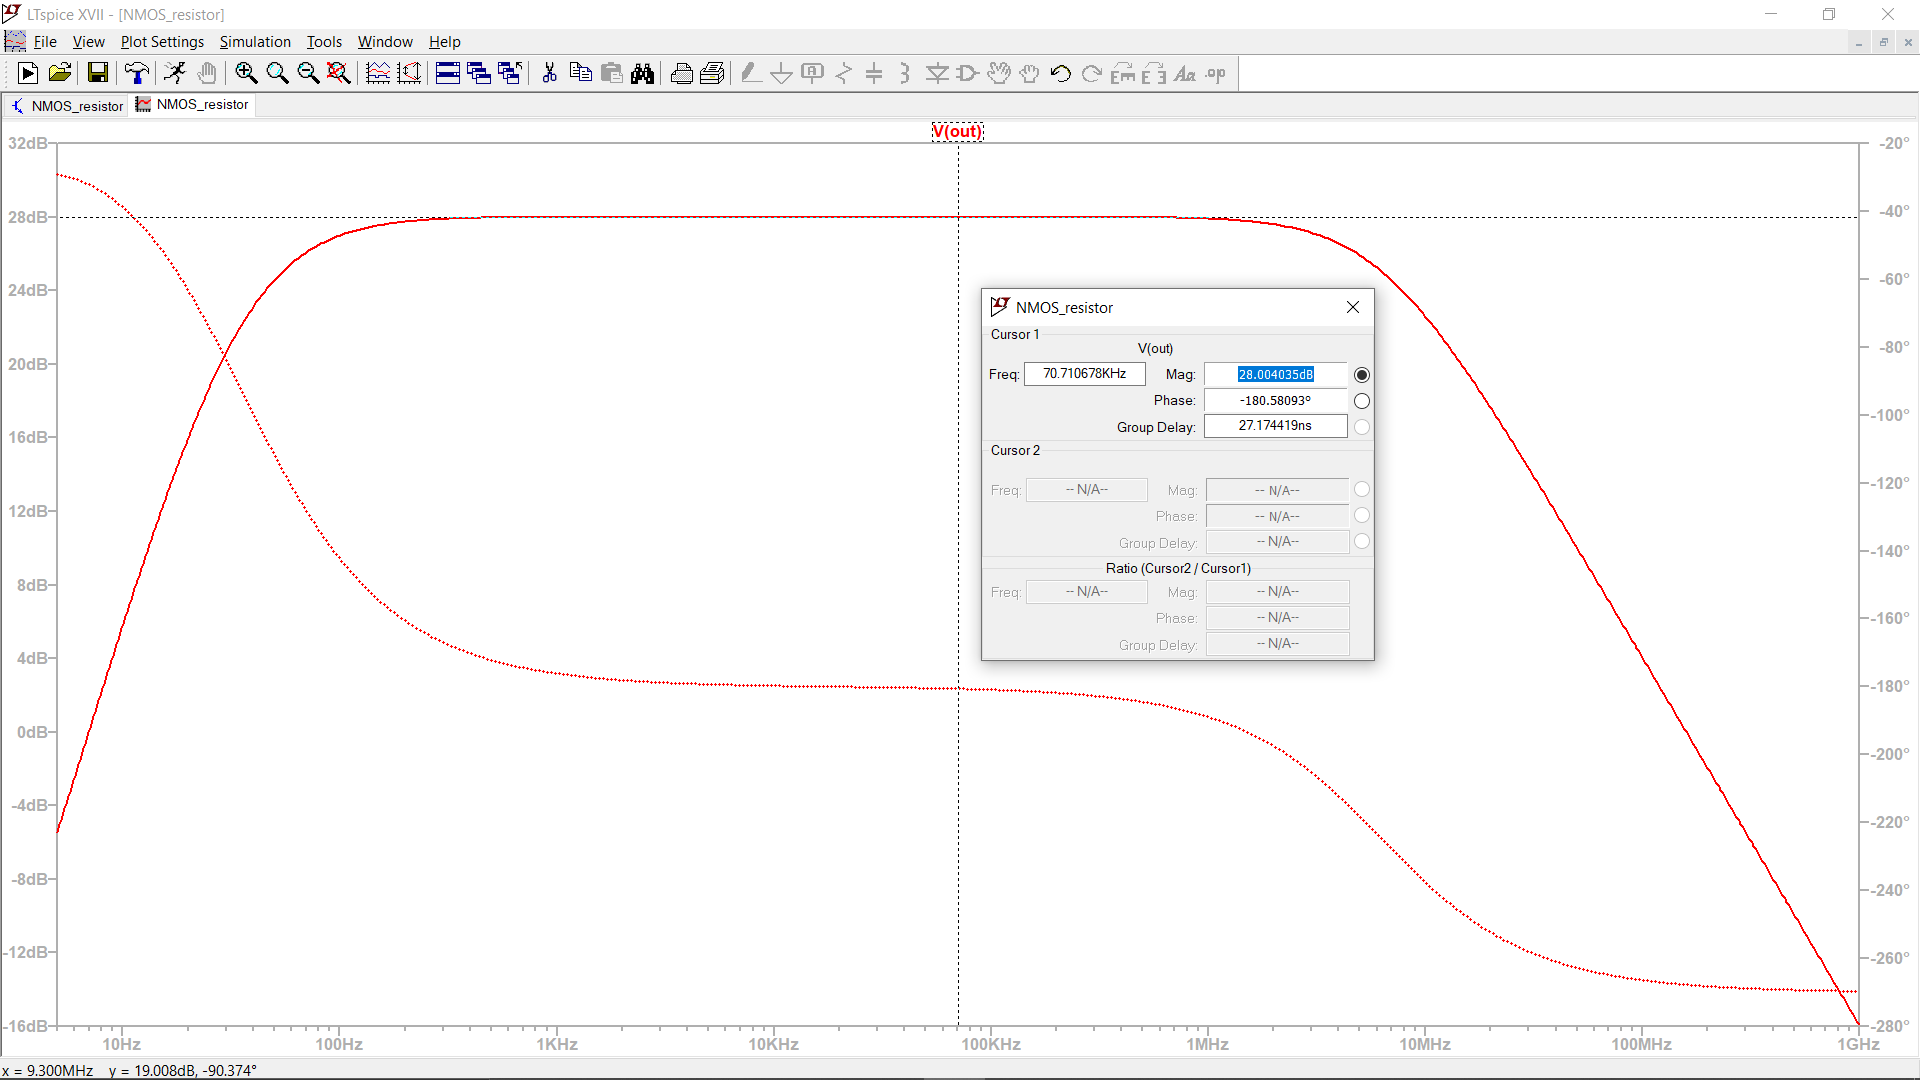 LTspice XVII - [NMOS_resistor]
File View Plot Settings Simulation Tools Window Help
NMOS_resistor NMOS_resistor
V(out)
32dB -20°
28dB -40°
24dB -60°
20dB -80°
16dB -100°
12dB -120°
8dB -140°
4dB -160°
0dB -180°
-4dB -200°
-8dB -220°
-12dB -240°
-16dB -260°
-280°
10Hz 100Hz 1KHz 10KHz 100KHz 1MHz 10MHz 100MHz 1GHz
NMOS_resistor
Cursor 1
V(out)
Freq: 70.710678KHz Mag: 28.004035dB
Phase: -180.58093°
Group Delay: 27.174419ns
Cursor 2
Freq: -- N/A-- Mag: -- N/A--
Phase: -- N/A--
Group Delay: -- N/A--
Ratio (Cursor2 / Cursor1)
Freq: -- N/A-- Mag: -- N/A--
Phase: -- N/A--
Group Delay: -- N/A--
x = 9.300MHz y = 19.008dB, -90.374°